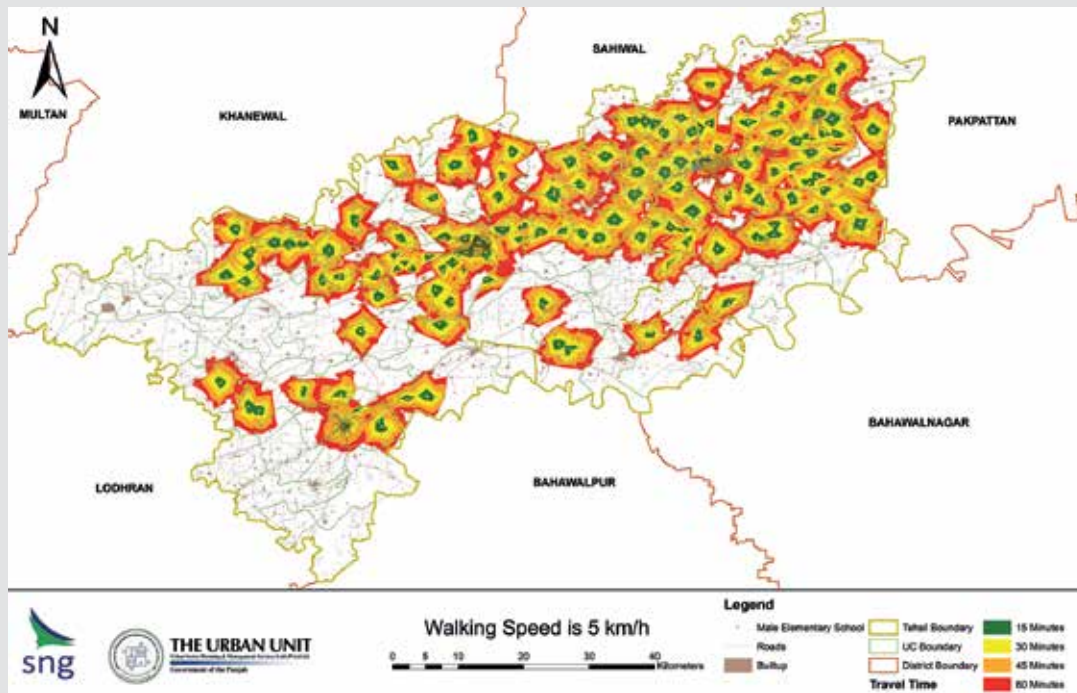 N
SAHIWAL
MULTAN
KHANEWAL
PAKPATTAN
BAHAWALNAGAR
LODHRAN
BAHAWALPUR
sng
THE URBAN UNIT
Government of the Punjab
Walking Speed is 5 km/h
0 5 10 20 30 40
Kilometers
Legend
Male Elementary School
Roads
Builtup
Tehsil Boundary
UC Boundary
District Boundary
Travel Time
15 Minutes
30 Minutes
45 Minutes
60 Minutes